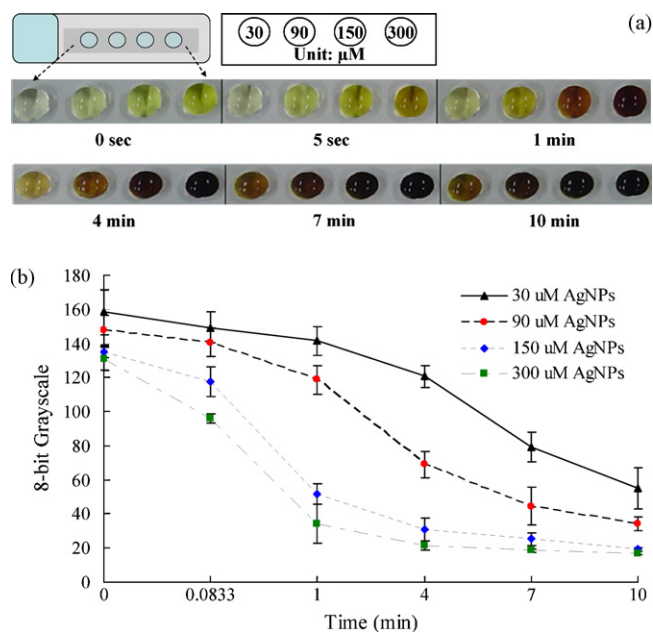 (a)
30 90 150 300
Unit: µM
0 sec 5 sec 1 min
4 min 7 min 10 min
(b)
180
160
140
120
100
80
60
40
20
0
8-bit Grayscale
30 uM AgNPs
90 uM AgNPs
150 uM AgNPs
300 uM AgNPs
0 0.0833 1 4 7 10
Time (min)